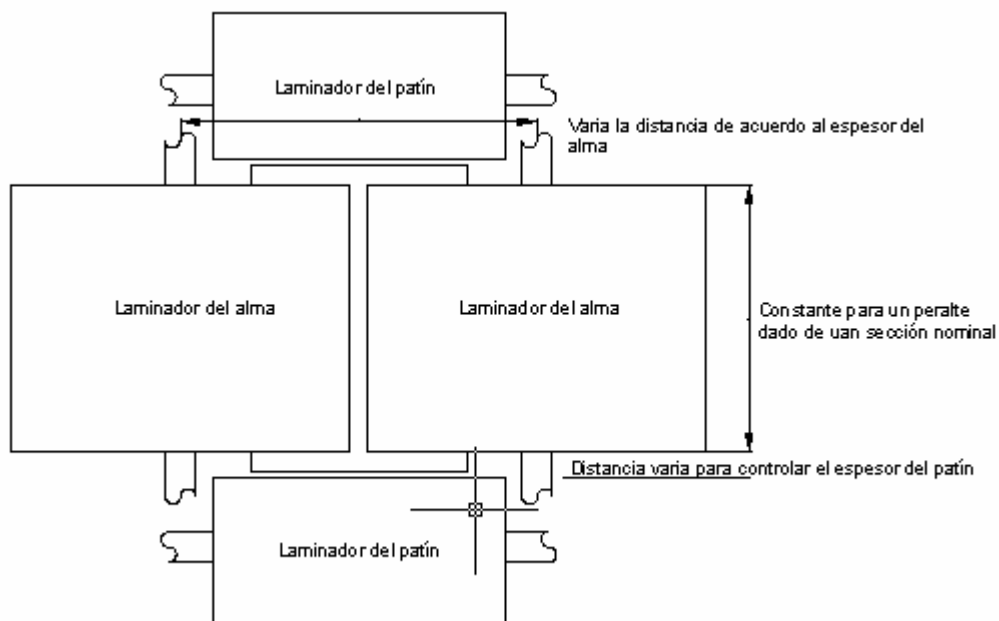 Laminador del patín
Varia la distancia de acuerdo al espesor del
alma
Laminador del alma
Laminador del alma
Constante para un peralte
dado de uan sección nominal
Distancia varia para controlar el espesor del patín
Laminador del patín